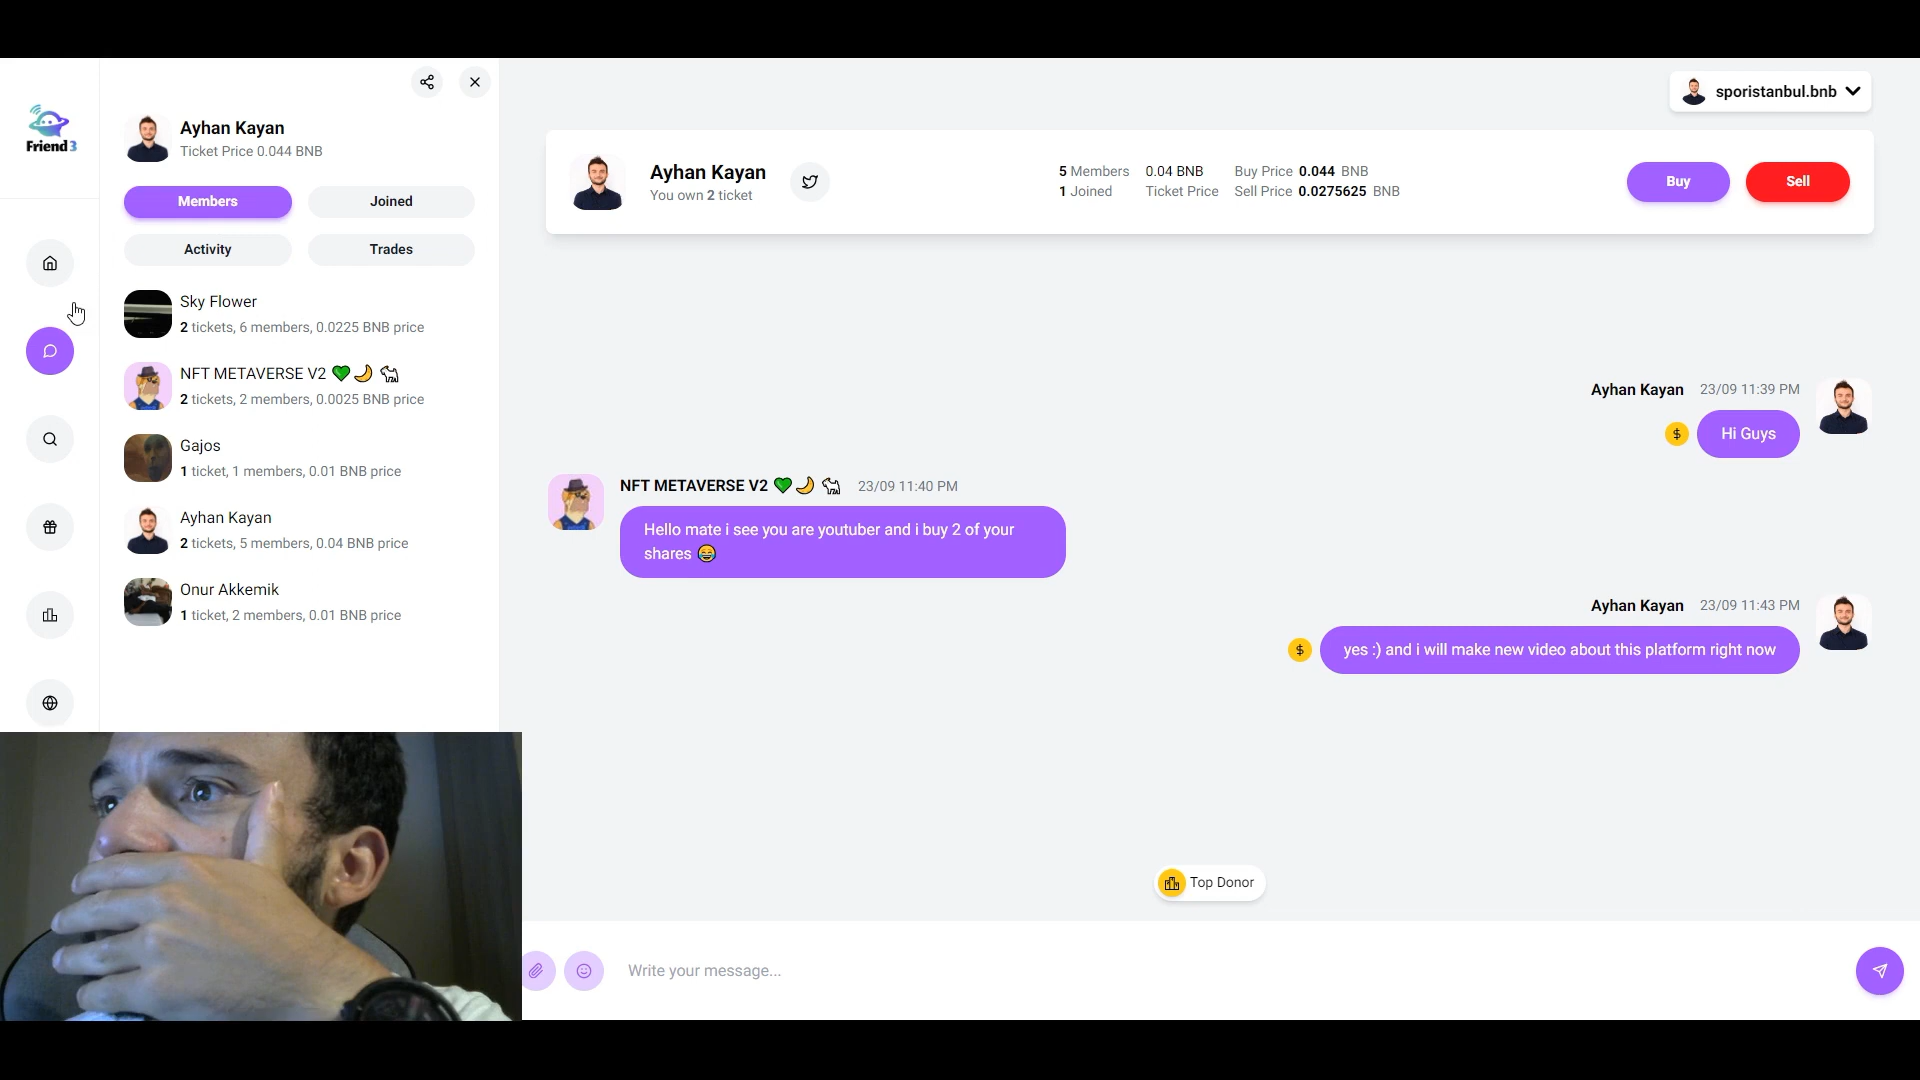 Friend3
Ayhan Kayan
Ticket Price 0.044 BNB
Members
Joined
Activity
Trades
Sky Flower
2 tickets, 6 members, 0.0225 BNB price
NFT METAVERSE V2 💚🌙🐪
2 tickets, 2 members, 0.0025 BNB price
Gajos
1 ticket, 1 members, 0.01 BNB price
Ayhan Kayan
2 tickets, 5 members, 0.04 BNB price
Onur Akkemik
1 ticket, 2 members, 0.01 BNB price
sporistanbul.bnb
Ayhan Kayan
You own 2 ticket
5 Members 0.04 BNB Buy Price 0.044 BNB
1 Joined Ticket Price Sell Price 0.0275625 BNB
Buy
Sell
Ayhan Kayan 23/09 11:39 PM
$ Hi Guys
NFT METAVERSE V2 💚🌙🐪 23/09 11:40 PM
Hello mate i see you are youtuber and i buy 2 of your
shares 😂
Ayhan Kayan 23/09 11:43 PM
$ yes :) and i will make new video about this platform right now
Top Donor
Write your message...